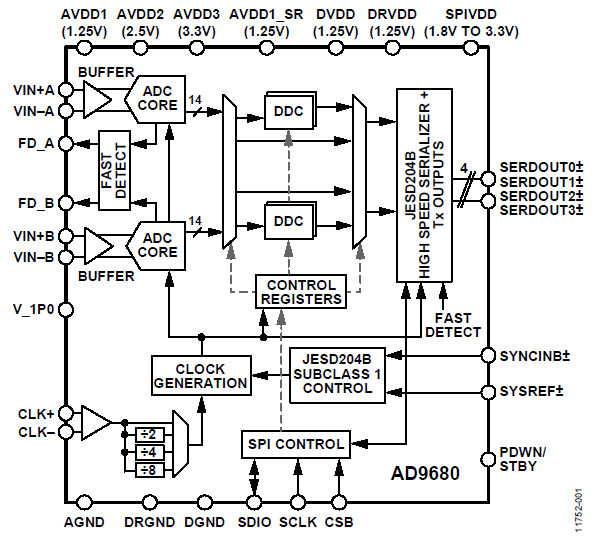 AVDD1 AVDD2 AVDD3 AVDD1_SR DVDD DRVDD SPIVDD
(1.25V) (2.5V) (3.3V) (1.25V) (1.25V) (1.25V) (1.8V TO 3.3V)
BUFFER
VIN+A
VIN–A
ADC
CORE
14
DDC
FD_A
FAST
DETECT
JESD204B
HIGH SPEED SERIALIZER +
Tx OUTPUTS
4
SERDOUT0±
SERDOUT1±
SERDOUT2±
SERDOUT3±
FD_B
VIN+B
VIN–B
ADC
CORE
14
DDC
BUFFER
CONTROL
REGISTERS
V_1P0
FAST
DETECT
CLOCK
GENERATION
JESD204B
SUBCLASS 1
CONTROL
SYNCINB±
SYSREF±
CLK+
CLK–
÷2
÷4
÷8
SPI CONTROL
PDWN/
STBY
AD9680
AGND DRGND DGND SDIO SCLK CSB
11752-001